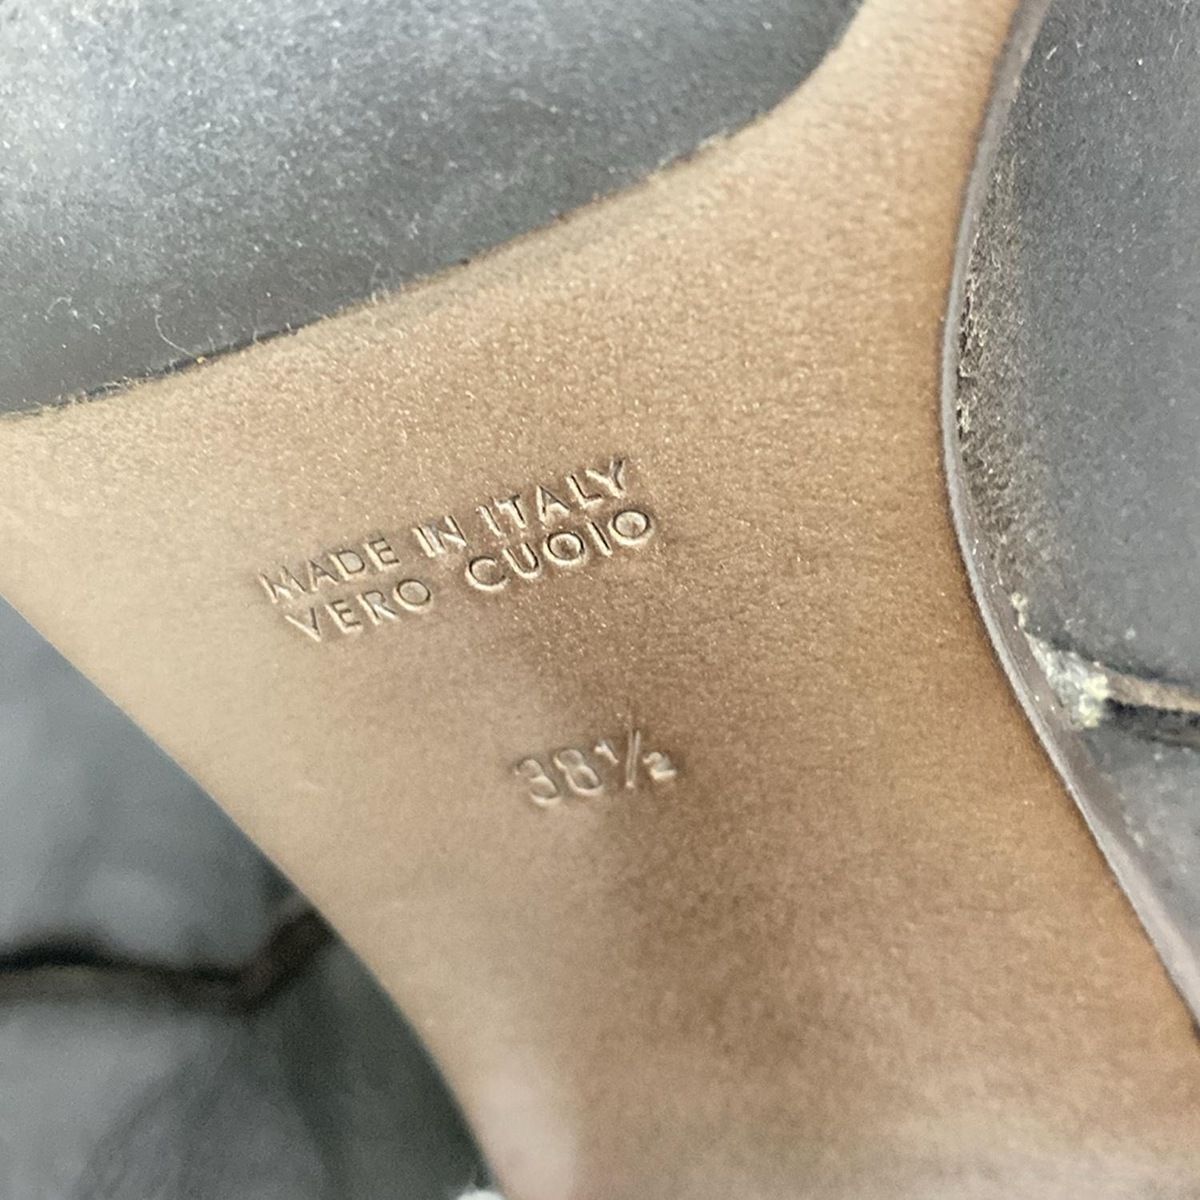 MADE IN ITALY
VERO CUOIO
38½